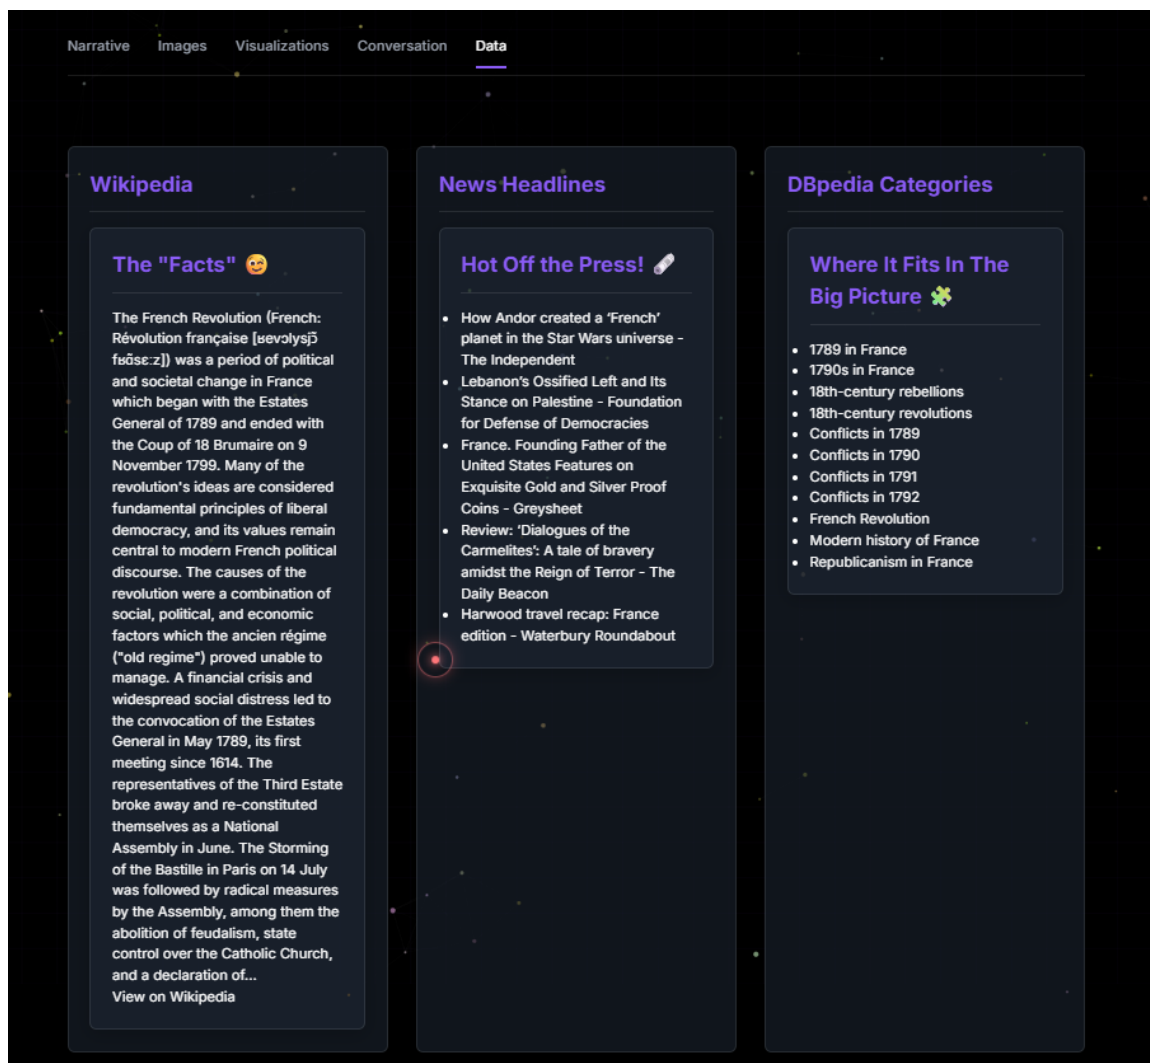 Narrative Images Visualizations Conversation Data
Wikipedia
The "Facts" 😉
The French Revolution (French:
Révolution française [ʁevɔlysjɔ̃
fʁɑ̃sɛːz]) was a period of political
and societal change in France
which began with the Estates
General of 1789 and ended with
the Coup of 18 Brumaire on 9
November 1799. Many of the
revolution's ideas are considered
fundamental principles of liberal
democracy, and its values remain
central to modern French political
discourse. The causes of the
revolution were a combination of
social, political, and economic
factors which the ancien régime
("old regime") proved unable to
manage. A financial crisis and
widespread social distress led to
the convocation of the Estates
General in May 1789, its first
meeting since 1614. The
representatives of the Third Estate
broke away and re-constituted
themselves as a National
Assembly in June. The Storming
of the Bastille in Paris on 14 July
was followed by radical measures
by the Assembly, among them the
abolition of feudalism, state
control over the Catholic Church,
and a declaration of...
View on Wikipedia
News Headlines
Hot Off the Press! 🗞️
• How Andor created a ‘French’
planet in the Star Wars universe -
The Independent
• Lebanon’s Ossified Left and Its
Stance on Palestine - Foundation
for Defense of Democracies
• France. Founding Father of the
United States Features on
Exquisite Gold and Silver Proof
Coins - Greysheet
• Review: ‘Dialogues of the
Carmelites’: A tale of bravery
amidst the Reign of Terror - The
Daily Beacon
• Harwood travel recap: France
edition - Waterbury Roundabout
DBpedia Categories
Where It Fits In The
Big Picture 🧩
• 1789 in France
• 1790s in France
• 18th-century rebellions
• 18th-century revolutions
• Conflicts in 1789
• Conflicts in 1790
• Conflicts in 1791
• Conflicts in 1792
• French Revolution
• Modern history of France
• Republicanism in France